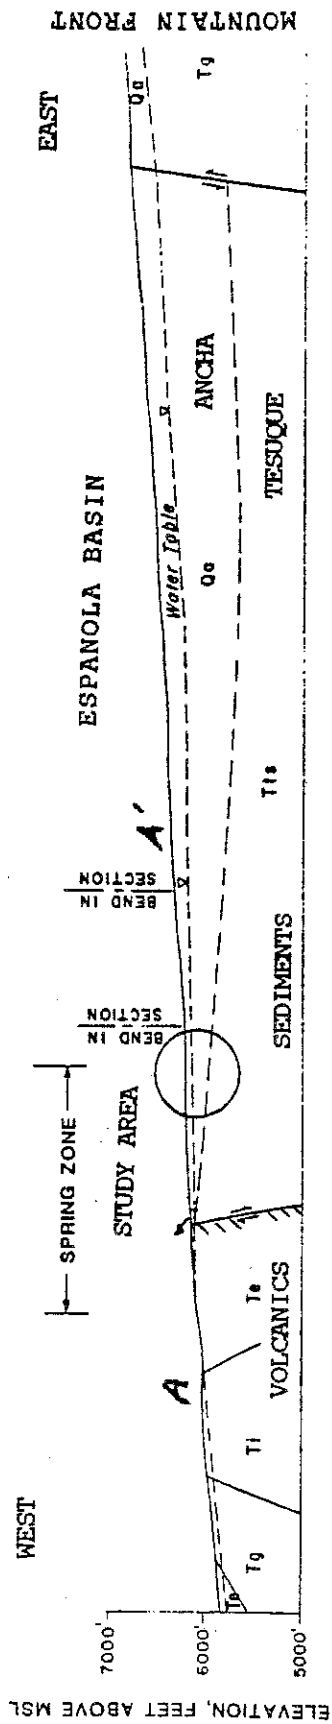 WEST
EAST
ESPANOLA BASIN
SPRING ZONE
STUDY AREA
BEND IN
SECTION
BEND IN
SECTION
A
A'
Water Table
Qa
ANCHA
Qa
Tg
TESUQUE
Tts
SEDIMENTS
Te
VOLCANICS
Ti
Tg
7000'
6000'
5000'
ELEVATION, FEET ABOVE MSL
MOUNTAIN FRONT